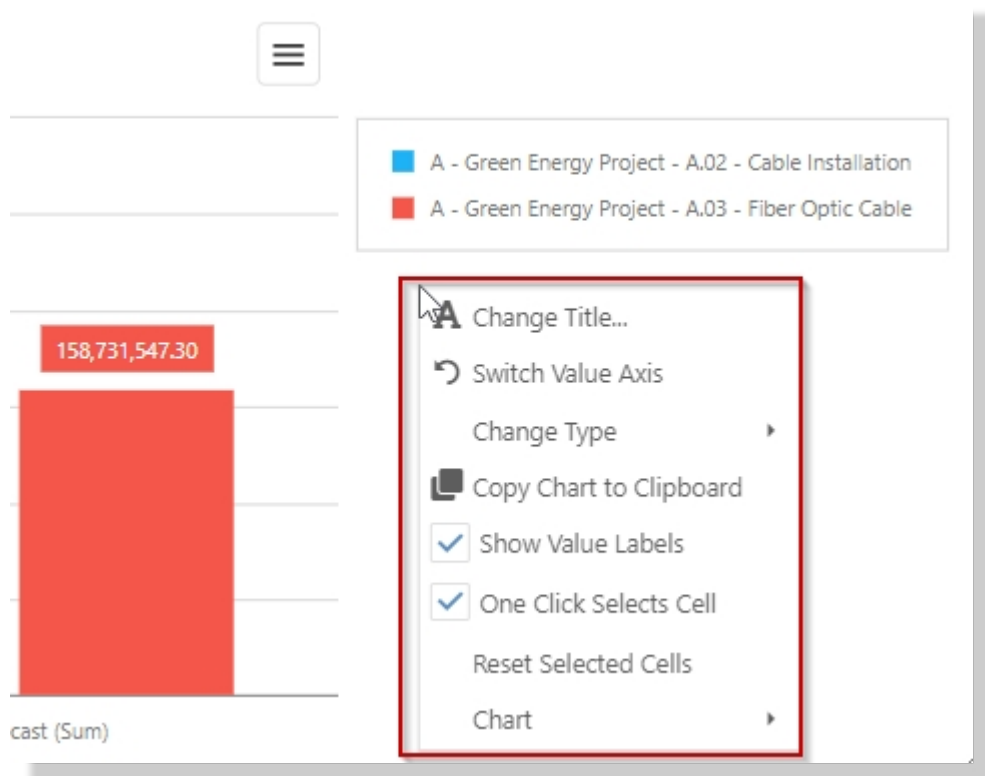 A - Green Energy Project - A.02 - Cable Installation
A - Green Energy Project - A.03 - Fiber Optic Cable
Change Title...
158,731,547.30
Switch Value Axis
Change Type
Copy Chart to Clipboard
Show Value Labels
One Click Selects Cell
Reset Selected Cells
Chart
cast (Sum)